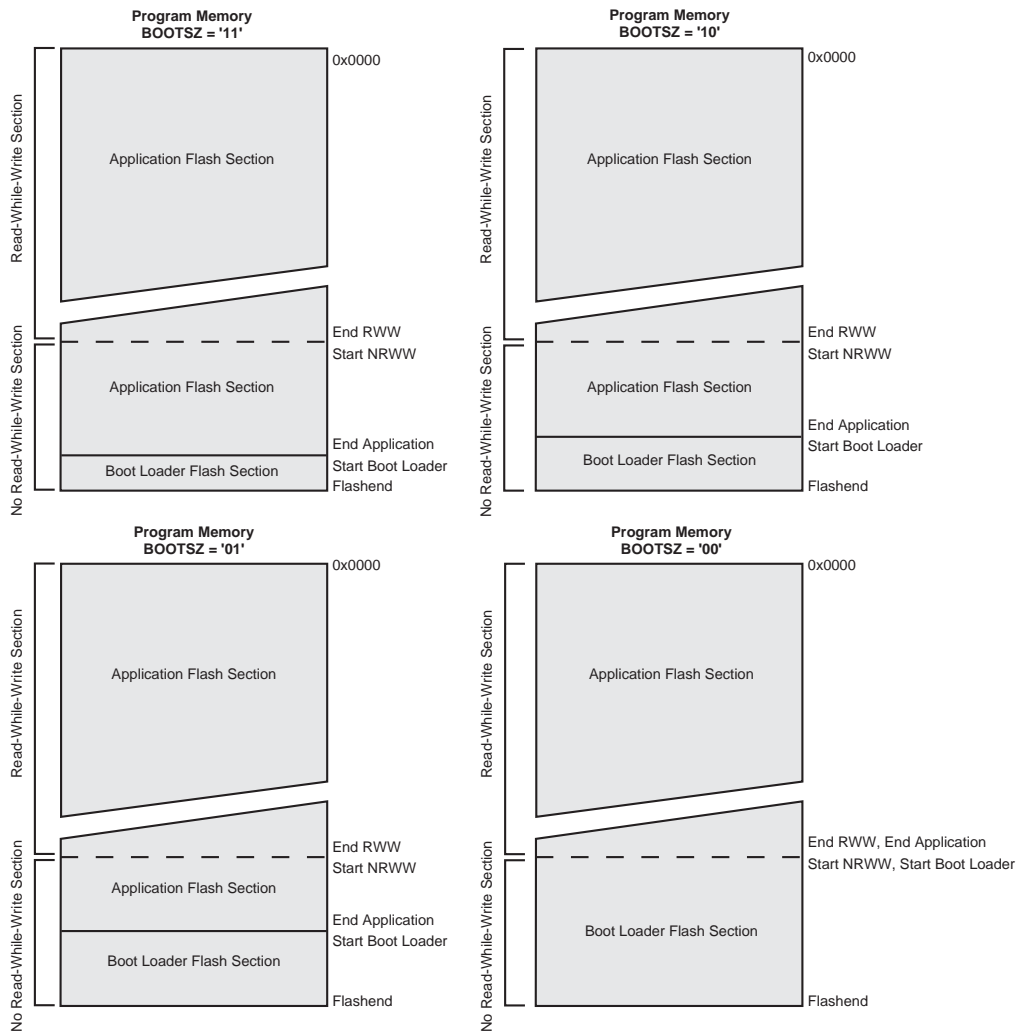 Program Memory
BOOTSZ = '11'
0x0000
Read-While-Write Section
Application Flash Section
End RWW
Start NRWW
No Read-While-Write Section
Application Flash Section
End Application
Start Boot Loader
Boot Loader Flash Section
Flashend
Program Memory
BOOTSZ = '10'
0x0000
Read-While-Write Section
Application Flash Section
End RWW
Start NRWW
No Read-While-Write Section
Application Flash Section
End Application
Start Boot Loader
Boot Loader Flash Section
Flashend
Program Memory
BOOTSZ = '01'
0x0000
Read-While-Write Section
Application Flash Section
End RWW
Start NRWW
No Read-While-Write Section
Application Flash Section
End Application
Start Boot Loader
Boot Loader Flash Section
Flashend
Program Memory
BOOTSZ = '00'
0x0000
Read-While-Write Section
Application Flash Section
End RWW, End Application
Start NRWW, Start Boot Loader
No Read-While-Write Section
Boot Loader Flash Section
Flashend